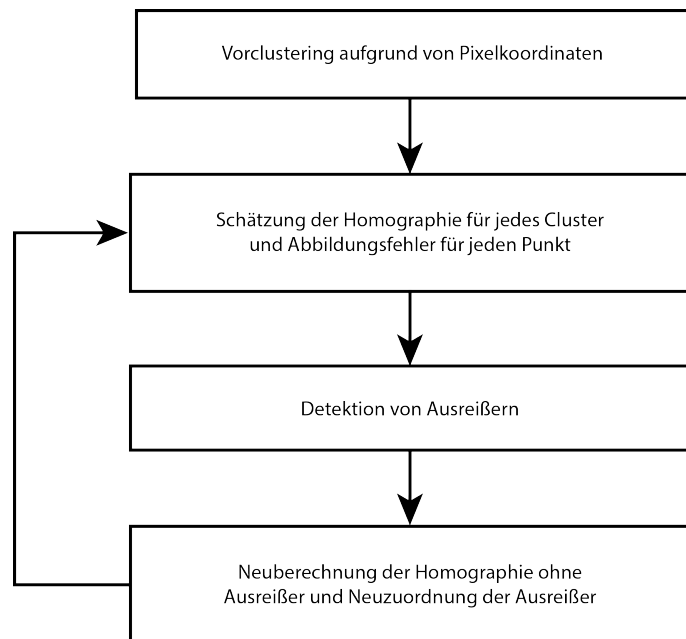 Vorclustering aufgrund von Pixelkoordinaten
Schätzung der Homographie für jedes Cluster
und Abbildungsfehler für jeden Punkt
Detektion von Ausreißern
Neuberechnung der Homographie ohne
Ausreißer und Neuzuordnung der Ausreißer